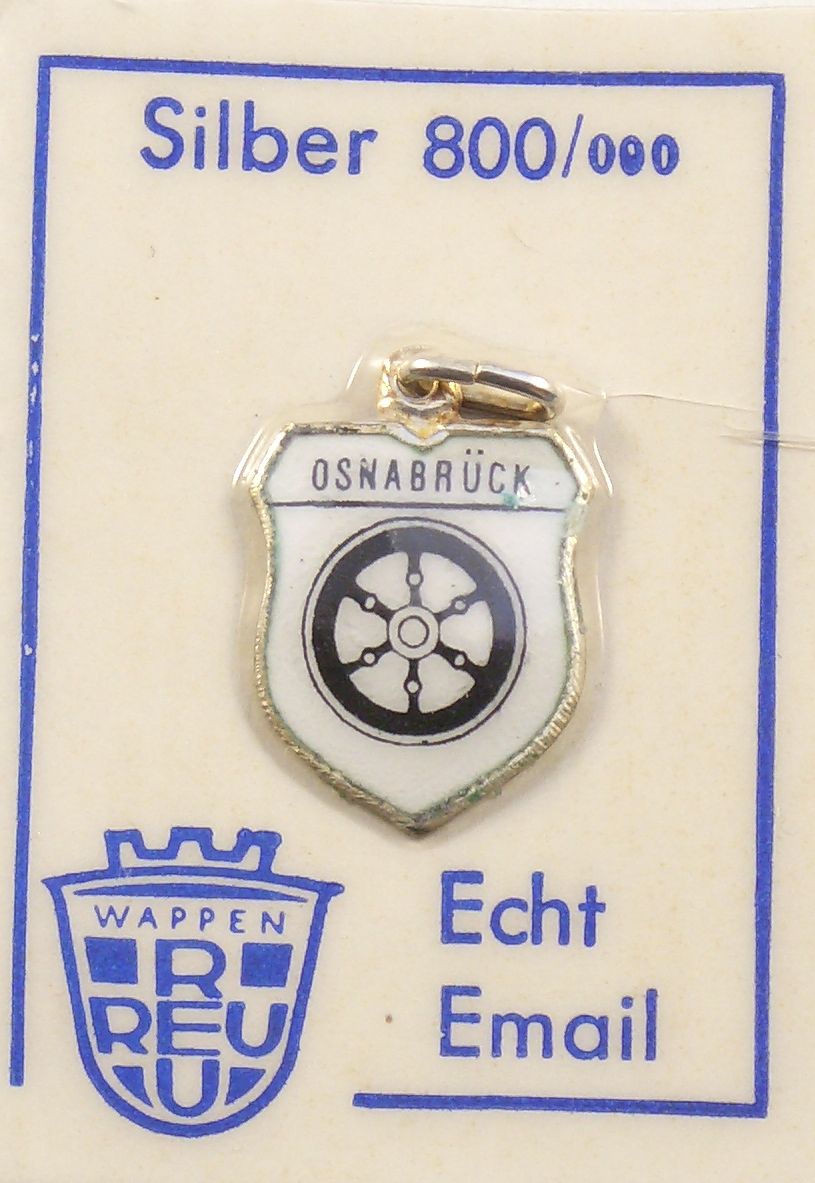 Silber 800/000
OSNABRÜCK
WAPPEN
R
REU
U
Echt
Email